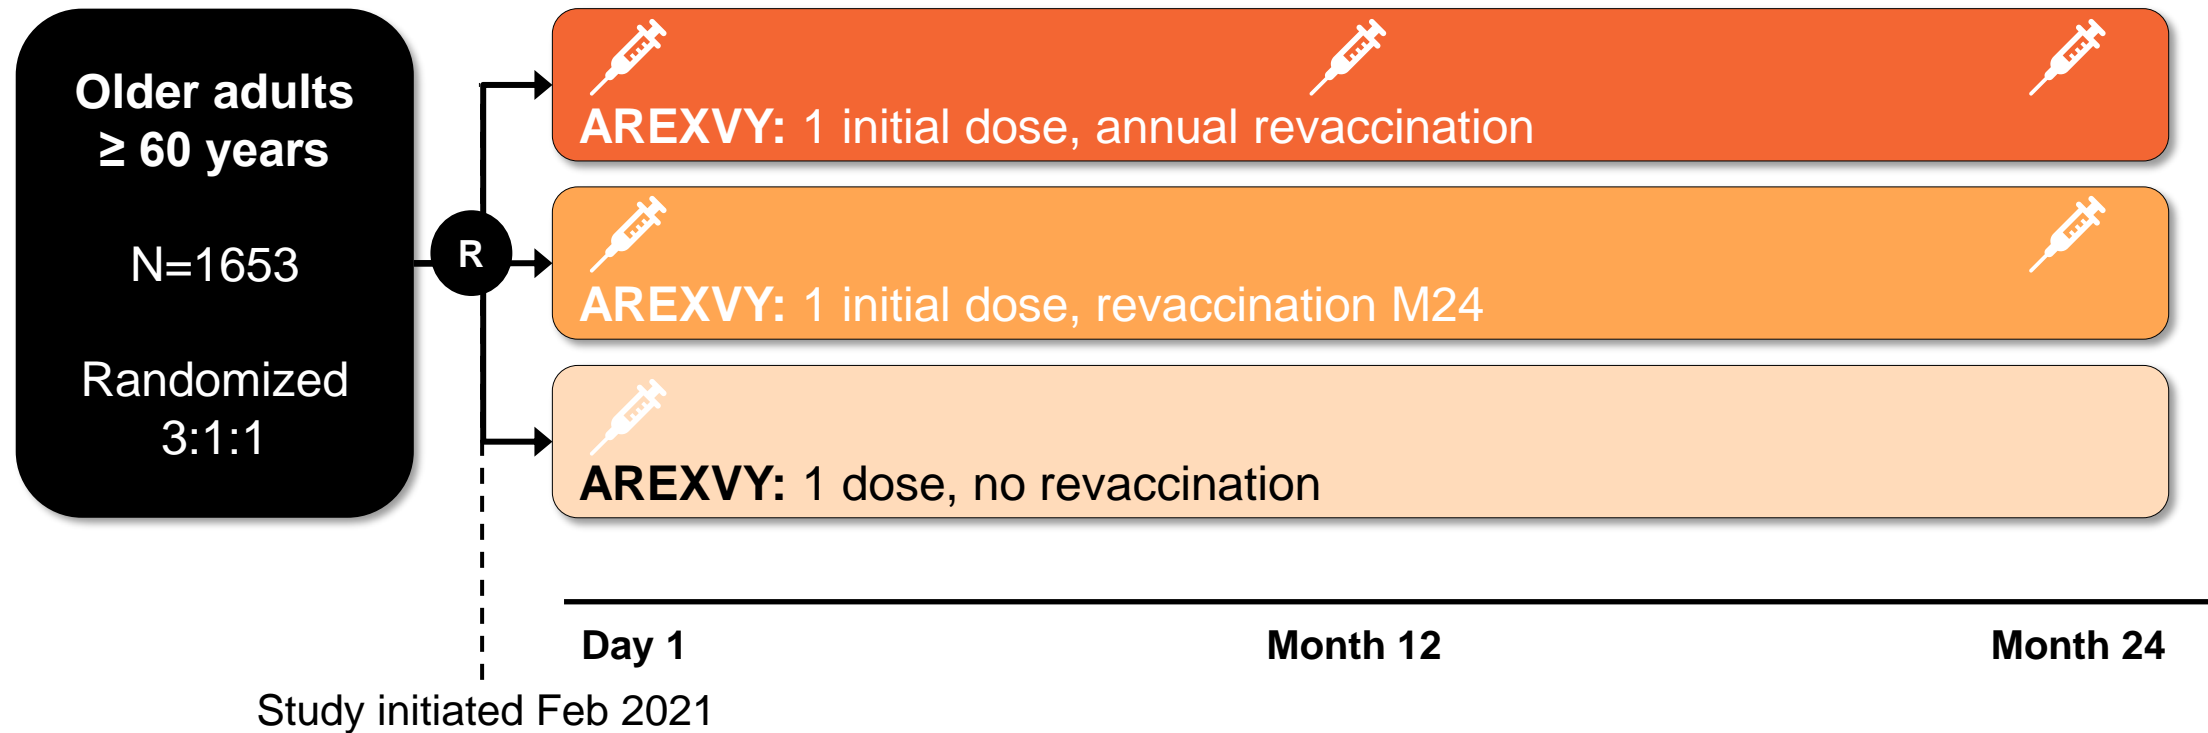 Older adults
≥ 60 years
N=1653
Randomized
3:1:1
R
AREXVY: 1 initial dose, annual revaccination
AREXVY: 1 initial dose, revaccination M24
AREXVY: 1 dose, no revaccination
Day 1
Month 12
Month 24
Study initiated Feb 2021